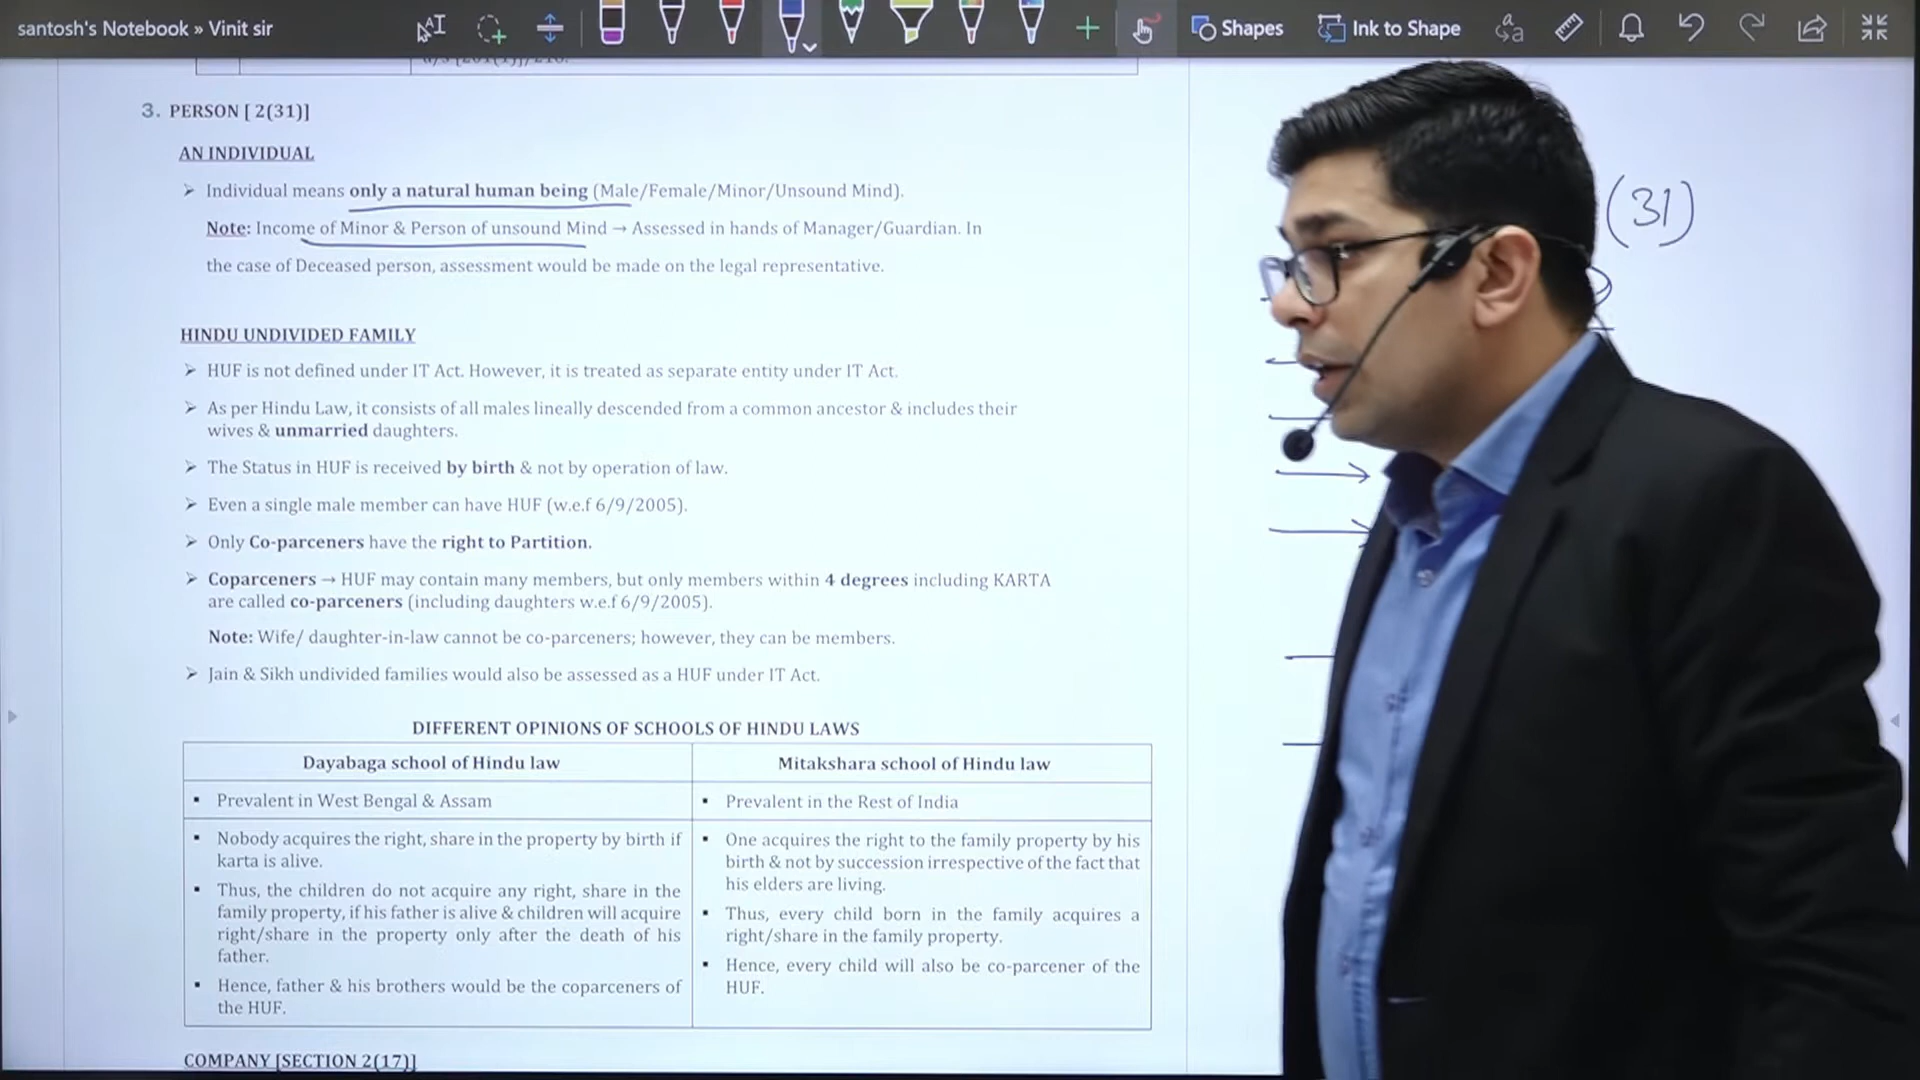 santosh's Notebook » Vinit sir
Shapes
Ink to Shape
3. PERSON [ 2(31)]
AN INDIVIDUAL
➢ Individual means only a natural human being (Male/Female/Minor/Unsound Mind).
Note: Income of Minor & Person of unsound Mind → Assessed in hands of Manager/Guardian. In
the case of Deceased person, assessment would be made on the legal representative.
(31)
HINDU UNDIVIDED FAMILY
➢ HUF is not defined under IT Act. However, it is treated as separate entity under IT Act.
➢ As per Hindu Law, it consists of all males lineally descended from a common ancestor & includes their
wives & unmarried daughters.
➢ The Status in HUF is received by birth & not by operation of law.
➢ Even a single male member can have HUF (w.e.f 6/9/2005).
➢ Only Co-parceners have the right to Partition.
➢ Coparceners → HUF may contain many members, but only members within 4 degrees including KARTA
are called co-parceners (including daughters w.e.f 6/9/2005).
Note: Wife/ daughter-in-law cannot be co-parceners; however, they can be members.
➢ Jain & Sikh undivided families would also be assessed as a HUF under IT Act.
DIFFERENT OPINIONS OF SCHOOLS OF HINDU LAWS
Dayabaga school of Hindu law
Mitakshara school of Hindu law
▪ Prevalent in West Bengal & Assam
▪ Prevalent in the Rest of India
▪ Nobody acquires the right, share in the property by birth if
karta is alive.
▪ Thus, the children do not acquire any right, share in the
family property, if his father is alive & children will acquire
right/share in the property only after the death of his
father.
▪ Hence, father & his brothers would be the coparceners of
the HUF.
▪ One acquires the right to the family property by his
birth & not by succession irrespective of the fact that
his elders are living.
▪ Thus, every child born in the family acquires a
right/share in the family property.
▪ Hence, every child will also be co-parcener of the
HUF.
COMPANY [SECTION 2(17)]